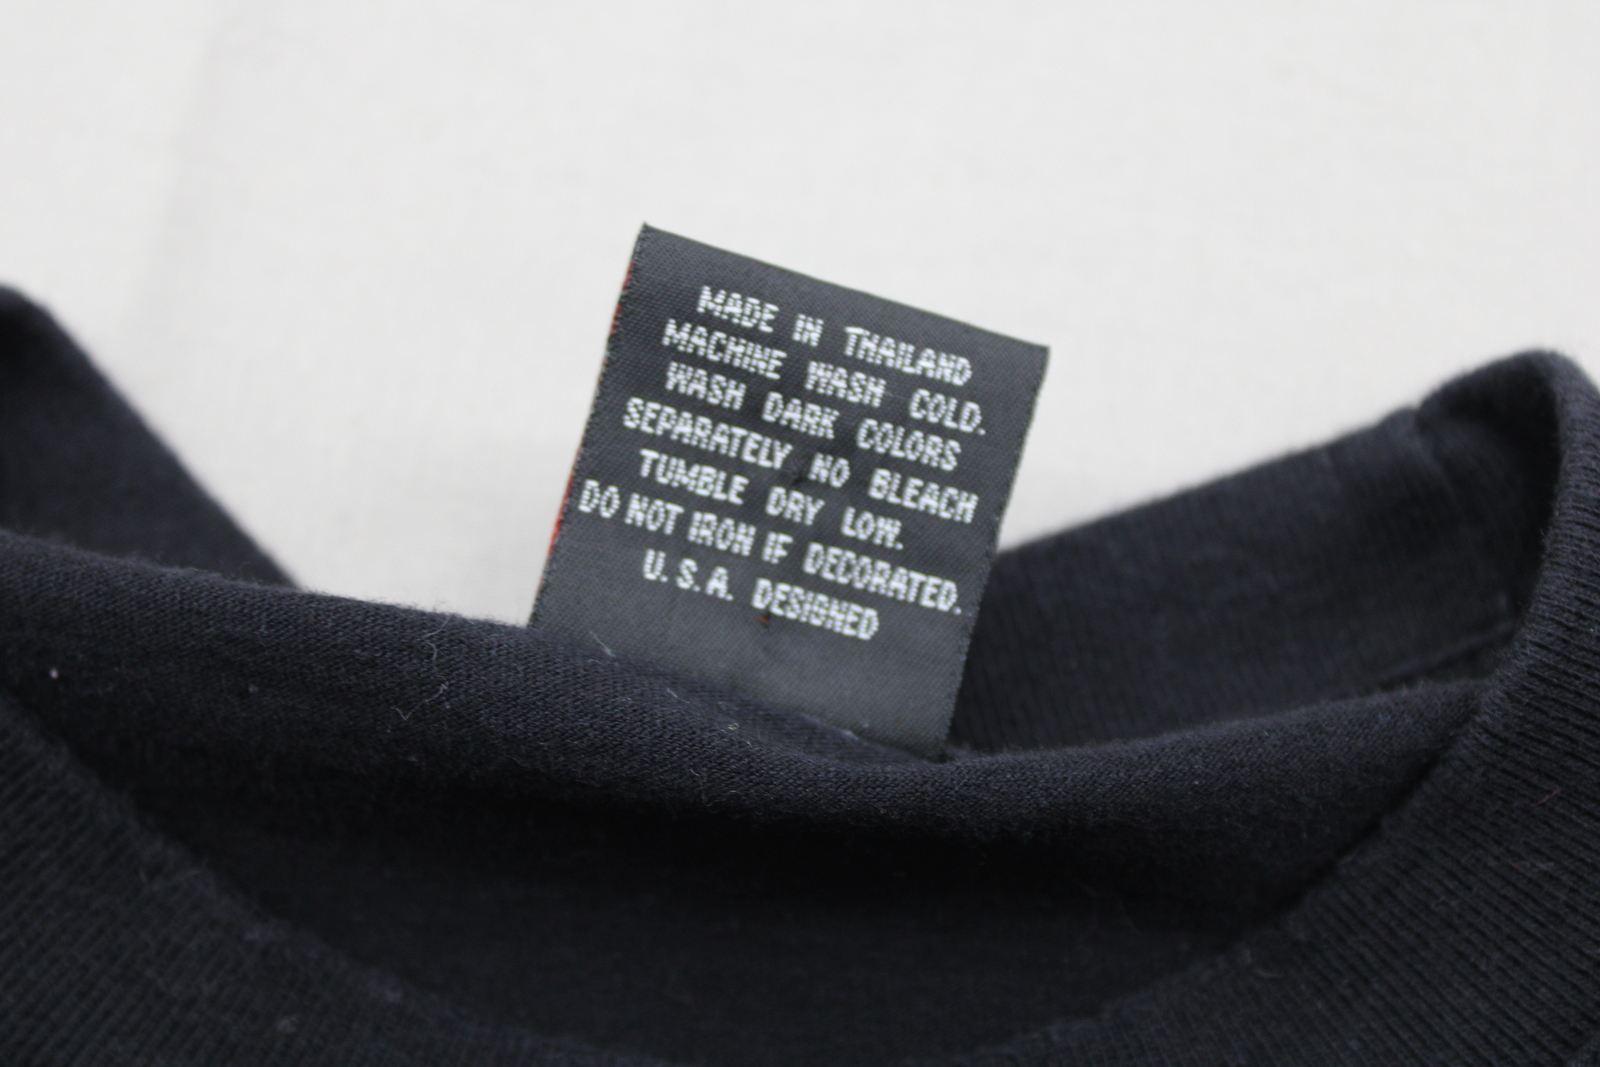 MADE IN THAILAND
MACHINE WASH COLD.
WASH DARK COLORS
SEPARATELY NO BLEACH
TUMBLE DRY LOW.
DO NOT IRON IF DECORATED.
U.S.A. DESIGNED